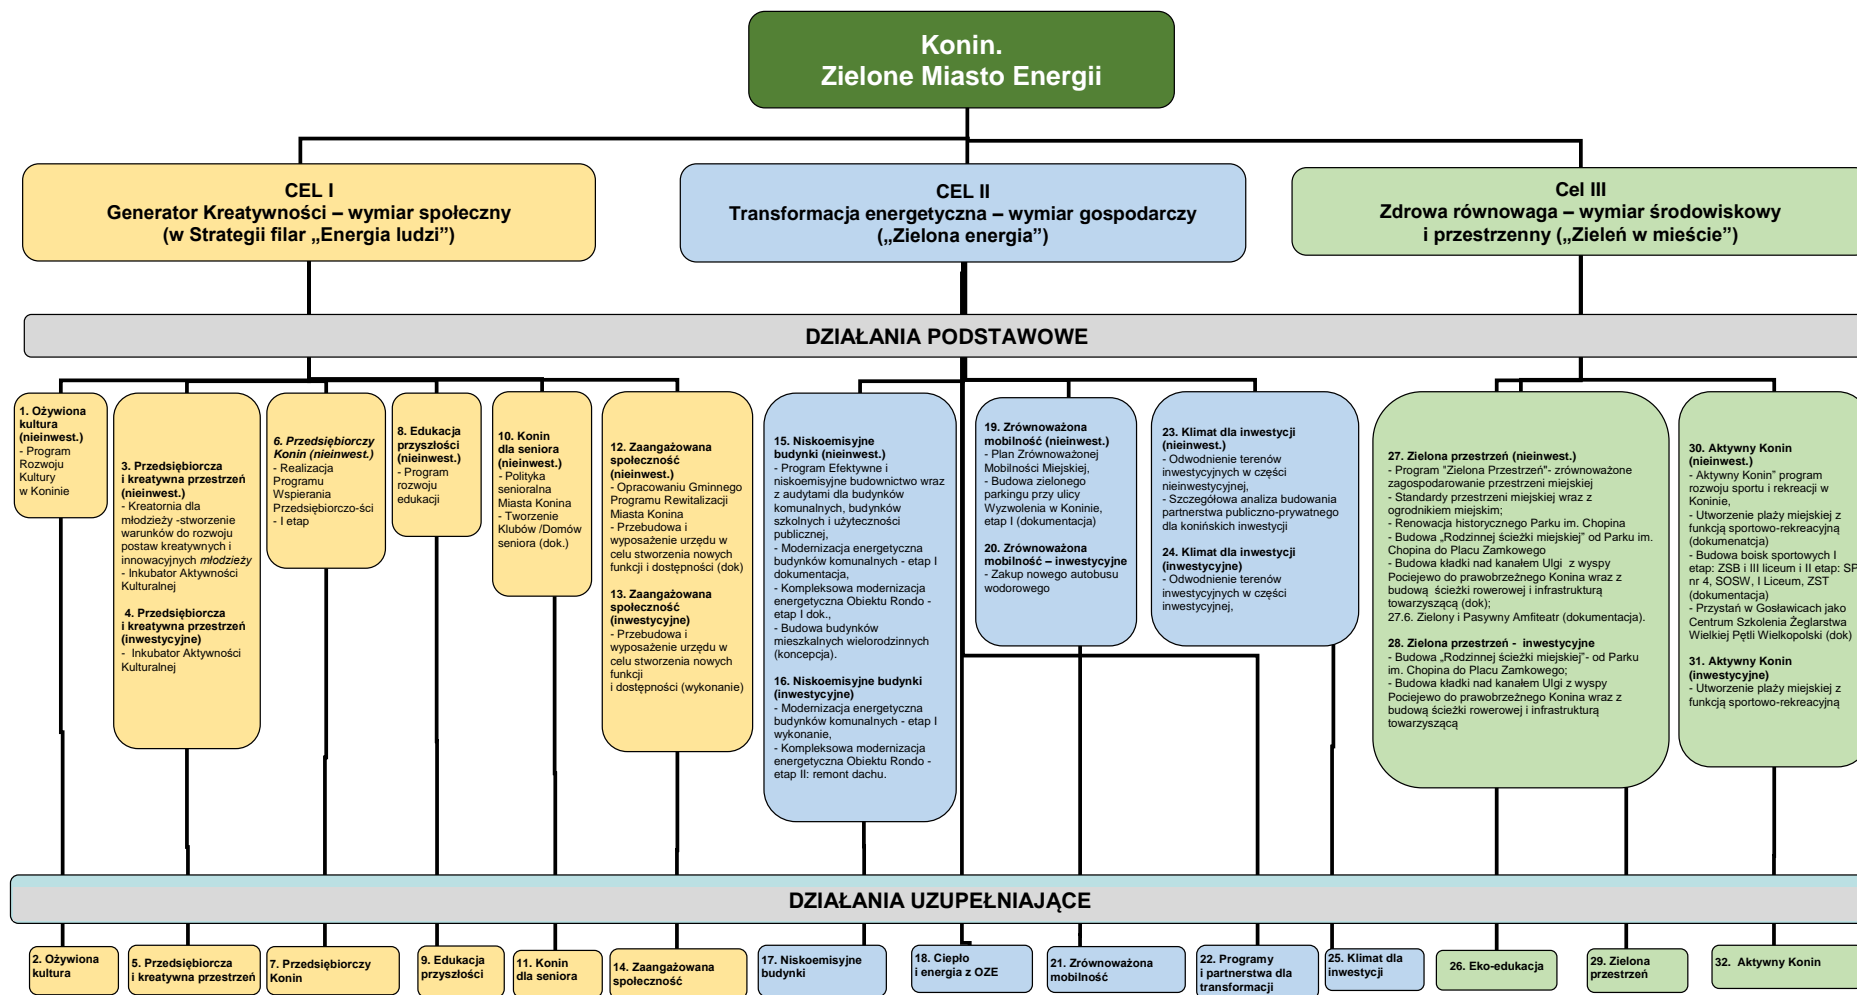 Konin.
Zielone Miasto Energii
CEL I
Generator Kreatywności – wymiar społeczny
(w Strategii filar „Energia ludzi”)
CEL II
Transformacja energetyczna – wymiar gospodarczy
(„Zielona energia”)
Cel III
Zdrowa równowaga – wymiar środowiskowy
i przestrzenny („Zieleń w mieście”)
DZIAŁANIA PODSTAWOWE
1. Ożywiona
kultura
(nieinwest.)
- Program
Rozwoju
Kultury
w Koninie
3. Przedsiębiorcza
i kreatywna przestrzeń
(nieinwest.)
- Kreatornia dla
młodzieży -stworzenie
warunków do rozwoju
postaw kreatywnych i
innowacyjnych młodzieży
- Inkubator Aktywności
Kulturalnej
4. Przedsiębiorcza
i kreatywna przestrzeń
(inwestycyjne)
- Inkubator Aktywności
Kulturalnej
6. Przedsiębiorczy
Konin (nieinwest.)
- Realizacja
Programu
Wspierania
Przedsiębiorczo-ści
- I etap
8. Edukacja
przyszłości
(nieinwest.)
- Program
rozwoju
edukacji
10. Konin
dla seniora
(nieinwest.)
- Polityka
senioralna
Miasta Konina
- Tworzenie
Klubów /Domów
seniora (dok.)
12. Zaangażowana
społeczność
(nieinwest.)
- Opracowaniu Gminnego
Programu Rewitalizacji
Miasta Konina
- Przebudowa i
wyposażenie urzędu w
celu stworzenia nowych
funkcji i dostępności (dok)
13. Zaangażowana
społeczność
(inwestycyjne)
- Przebudowa i
wyposażenie urzędu w
celu stworzenia nowych
funkcji
i dostępności (wykonanie)
15. Niskoemisyjne
budynki (nieinwest.)
- Program Efektywne i
niskoemisyjne budownictwo wraz
z audytami dla budynków
komunalnych, budynków
szkolnych i użyteczności
publicznej,
- Modernizacja energetyczna
budynków komunalnych - etap I
dokumentacja,
- Kompleksowa modernizacja
energetyczna Obiektu Rondo -
etap I dok.,
- Budowa budynków
mieszkalnych wielorodzinnych
(koncepcja).
16. Niskoemisyjne budynki
(inwestycyjne)
- Modernizacja energetyczna
budynków komunalnych - etap I
wykonanie,
- Kompleksowa modernizacja
energetyczna Obiektu Rondo -
etap II: remont dachu.
19. Zrównoważona
mobilność (nieinwest.)
- Plan Zrównoważonej
Mobilności Miejskiej,
- Budowa zielonego
parkingu przy ulicy
Wyzwolenia w Koninie,
etap I (dokumentacja)
20. Zrównoważona
mobilność – inwestycyjne
- Zakup nowego autobusu
wodorowego
23. Klimat dla inwestycji
(nieinwest.)
- Odwodnienie terenów
inwestycyjnych w części
nieinwestycyjnej,
- Szczegółowa analiza budowania
partnerstwa publiczno-prywatnego
dla konińskich inwestycji
24. Klimat dla inwestycji
(inwestycyjne)
- Odwodnienie terenów
inwestycyjnych w części
inwestycyjnej,
27. Zielona przestrzeń (nieinwest.)
- Program "Zielona Przestrzeń"- zrównoważone
zagospodarowanie przestrzeni miejskiej
- Standardy przestrzeni miejskiej wraz z
ogrodnikiem miejskim;
- Renowacja historycznego Parku im. Chopina
- Budowa „Rodzinnej ścieżki miejskiej” od Parku im.
Chopina do Placu Zamkowego
- Budowa kładki nad kanałem Ulgi z wyspy
Pociejewo do prawobrzeżnego Konina wraz z
budową ścieżki rowerowej i infrastrukturą
towarzyszącą (dok);
27.6. Zielony i Pasywny Amfiteatr (dokumentacja).
28. Zielona przestrzeń - inwestycyjne
- Budowa „Rodzinnej ścieżki miejskiej”- od Parku
im. Chopina do Placu Zamkowego;
- Budowa kładki nad kanałem Ulgi z wyspy
Pociejewo do prawobrzeżnego Konina wraz z
budową ścieżki rowerowej i infrastrukturą
towarzyszącą
30. Aktywny Konin
(nieinwest.)
- Aktywny Konin” program
rozwoju sportu i rekreacji w
Koninie,
- Utworzenie plaży miejskiej z
funkcją sportowo-rekreacyjną
(dokumenatcja)
- Budowa boisk sportowych I
etap: ZSB i III liceum i II etap: SP
nr 4, SOSW, I Liceum, ZST
(dokumentacja)
- Przystań w Gosławicach jako
Centrum Szkolenia Żeglarstwa
Wielkiej Pętli Wielkopolski (dok)
31. Aktywny Konin
(inwestycyjne)
- Utworzenie plaży miejskiej z
funkcją sportowo-rekreacyjną
DZIAŁANIA UZUPEŁNIAJĄCE
2. Ożywiona
kultura
5. Przedsiębiorcza
i kreatywna przestrzeń
7. Przedsiębiorczy
Konin
9. Edukacja
przyszłości
11. Konin
dla seniora
14. Zaangażowana
społeczność
17. Niskoemisyjne
budynki
18. Ciepło
i energia z OZE
21. Zrównoważona
mobilność
22. Programy
i partnerstwa dla
transformacji
25. Klimat dla
inwestycji
26. Eko-edukacja
29. Zielona
przestrzeń
32. Aktywny Konin